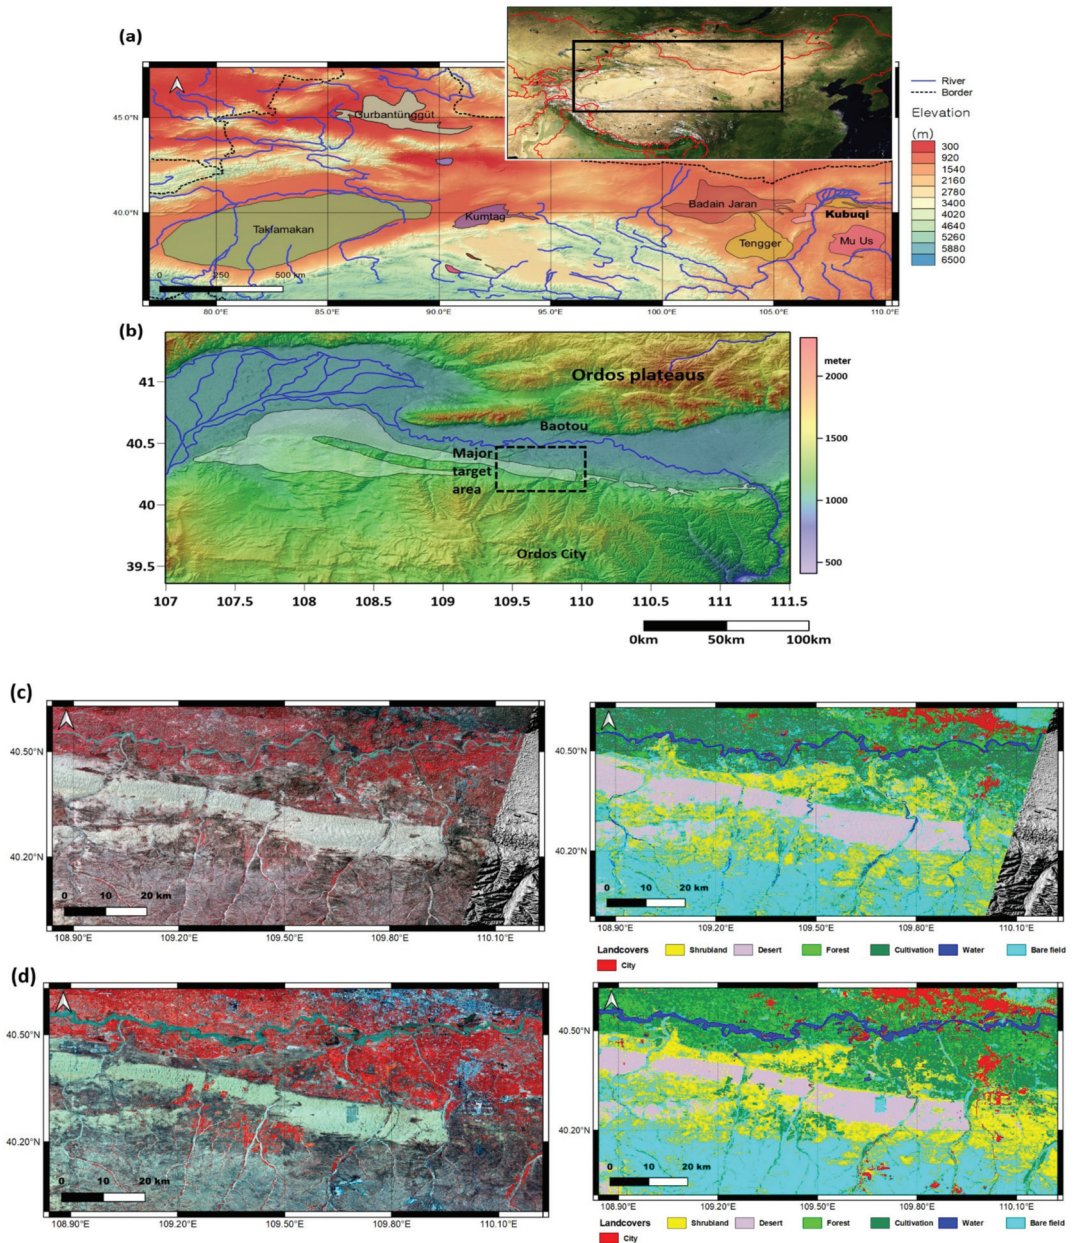 (a)
River
Border
Elevation
(m)
300
920
1540
2160
2780
3400
4020
4640
5260
5880
6500
45.0°N
40.0°N
Gurbantünggüt
Taklamakan
Kumtag
Badain Jaran
Tengger
Kubuqi
Mu Us
0 250 500 km
80.0°E 85.0°E 90.0°E 95.0°E 100.0°E 105.0°E 110.0°E
(b)
41
40.5
40
39.5
Ordos plateaus
Baotou
Major
target
area
Ordos City
meter
2000
1500
1000
500
107 107.5 108 108.5 109 109.5 110 110.5 111 111.5
0km 50km 100km
(c)
40.50°N
40.20°N
0 10 20 km
108.90°E 109.20°E 109.50°E 109.80°E 110.10°E
40.50°N
40.20°N
0 10 20 km
108.90°E 109.20°E 109.50°E 109.80°E 110.10°E
Landcovers Shrubland Desert Forest Cultivation Water Bare field
City
(d)
40.50°N
40.20°N
0 10 20 km
108.90°E 109.20°E 109.50°E 109.80°E 110.10°E
40.50°N
40.20°N
0 10 20 km
108.90°E 109.20°E 109.50°E 109.80°E 110.10°E
Landcovers Shrubland Desert Forest Cultivation Water Bare field
City